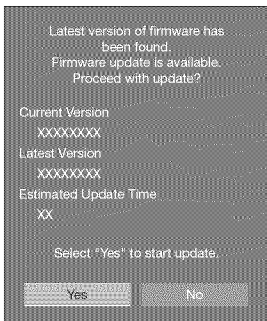 Latest version of firmware has
been found.
Firmware update is available.
Proceed with update?
Current Version
XXXXXXXX
Latest Version
XXXXXXXX
Estimated Update Time
XX
Select "Yes" to start update.
Yes
No